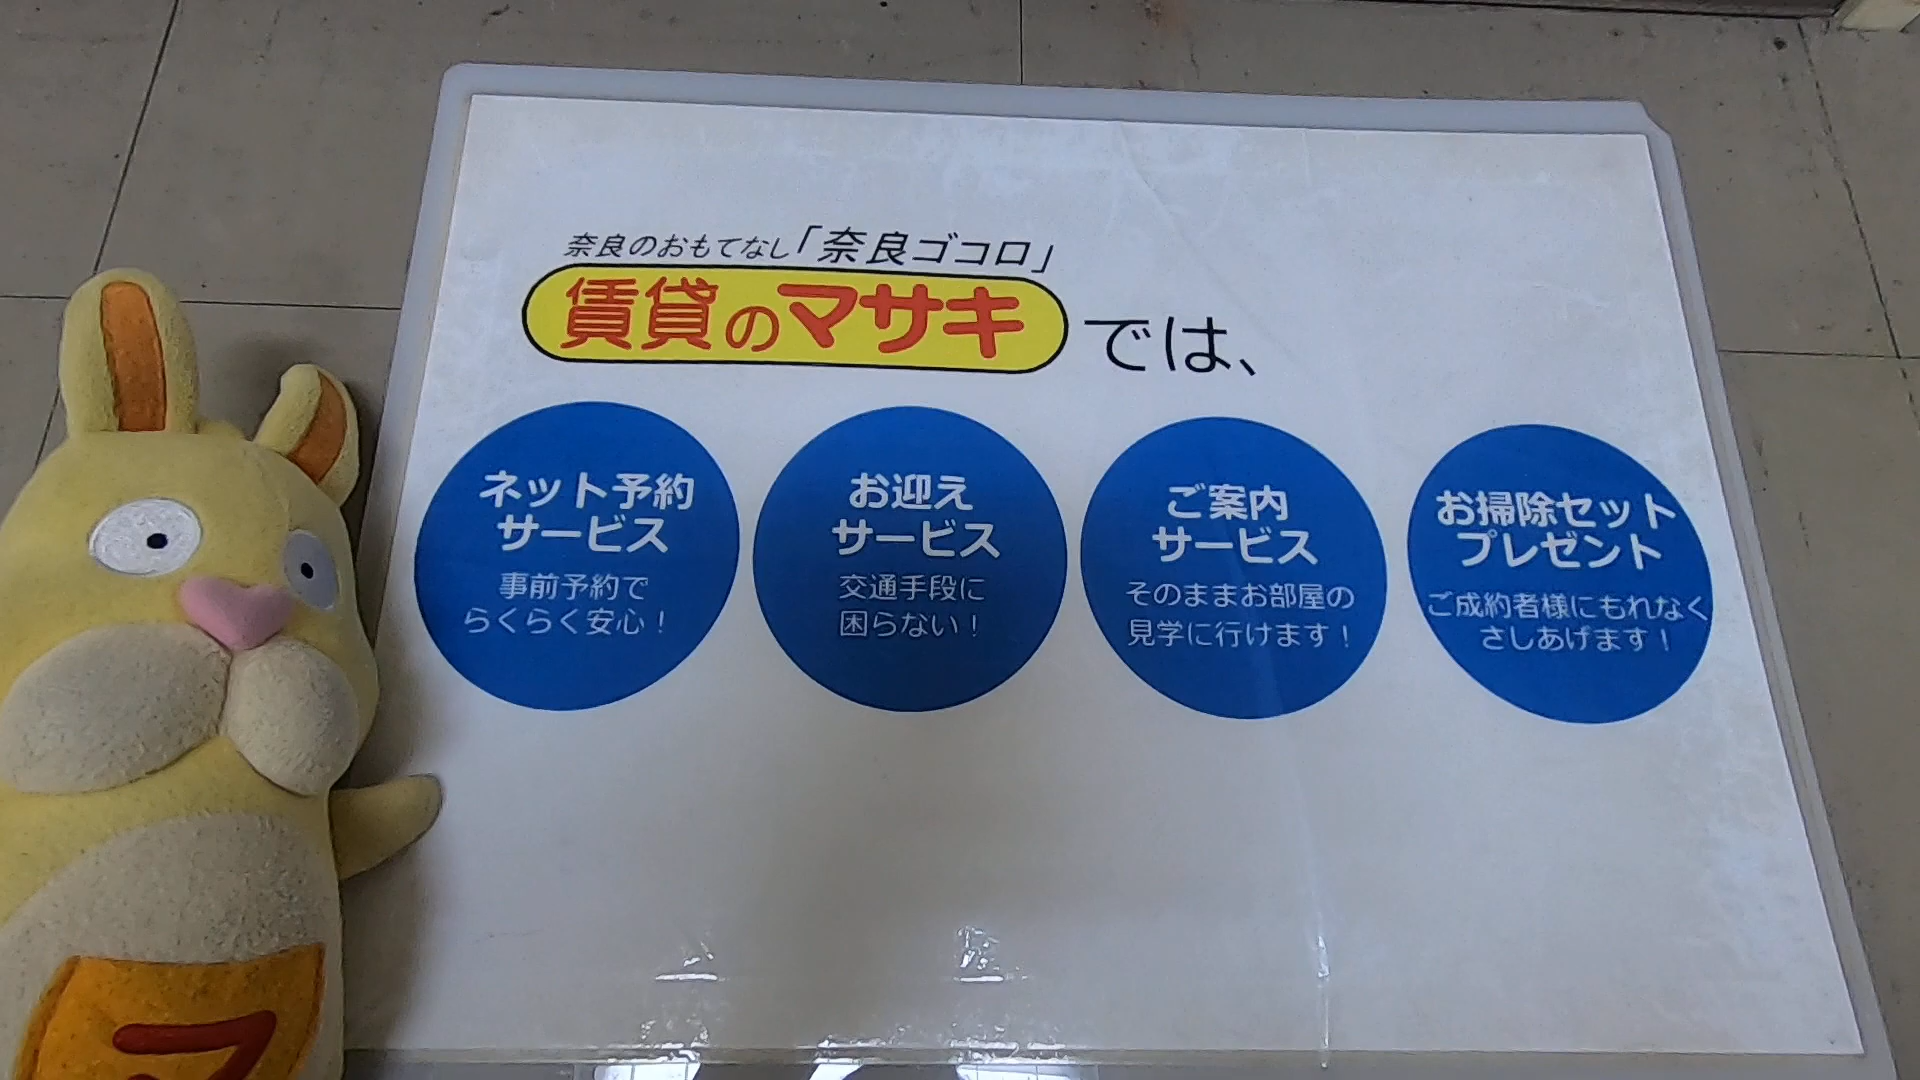 奈良のおもてなし「奈良ゴコロ」
賃貸のマサキでは、
ネット予約
サービス
事前予約で
らくらく安心！
お迎え
サービス
交通手段に
困らない！
ご案内
サービス
そのままお部屋の
見学に行けます！
お掃除セット
プレゼント
ご成約者様にもれなく
さしあげます！
マ